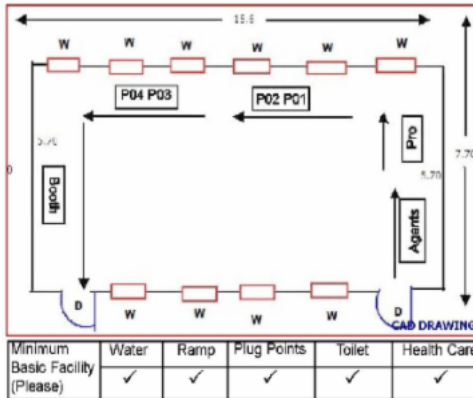 15.6
W W W W W W
P04 P03
P02 P01
5.70
Booth
Pro
5.70
7.70
0
Agents
D
D
W W W W
CAD DRAWING
Minimum Basic Facility (Please)
Water
Ramp
Plug Points
Toilet
Health Care
✓ ✓ ✓ ✓ ✓